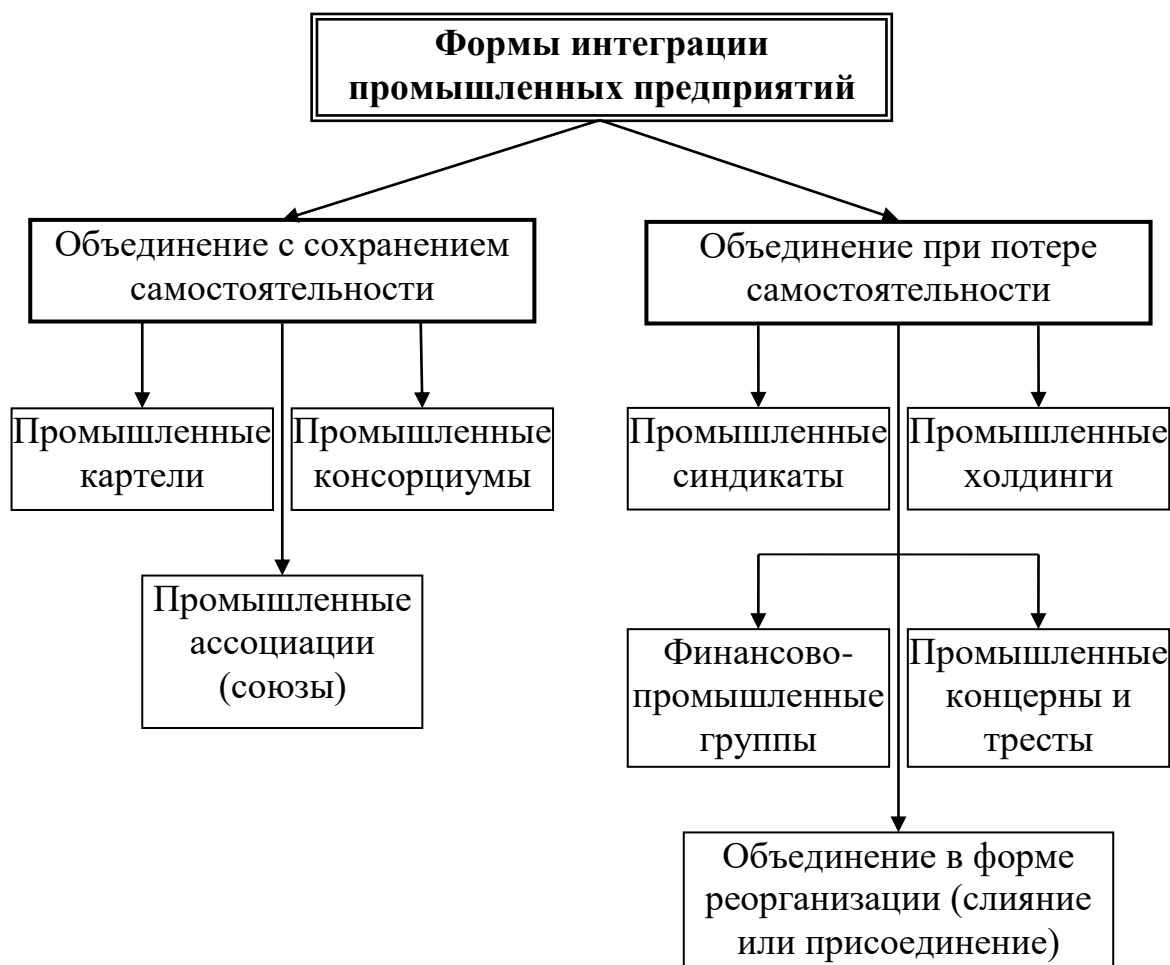 Формы интеграции
промышленных предприятий
Объединение с сохранением
самостоятельности
Объединение при потере
самостоятельности
Промышленные
картели
Промышленные
консорциумы
Промышленные
синдикаты
Промышленные
холдинги
Промышленные
ассоциации
(союзы)
Финансово-
промышленные
группы
Промышленные
концерны и
тресты
Объединение в форме
реорганизации (слияние
или присоединение)